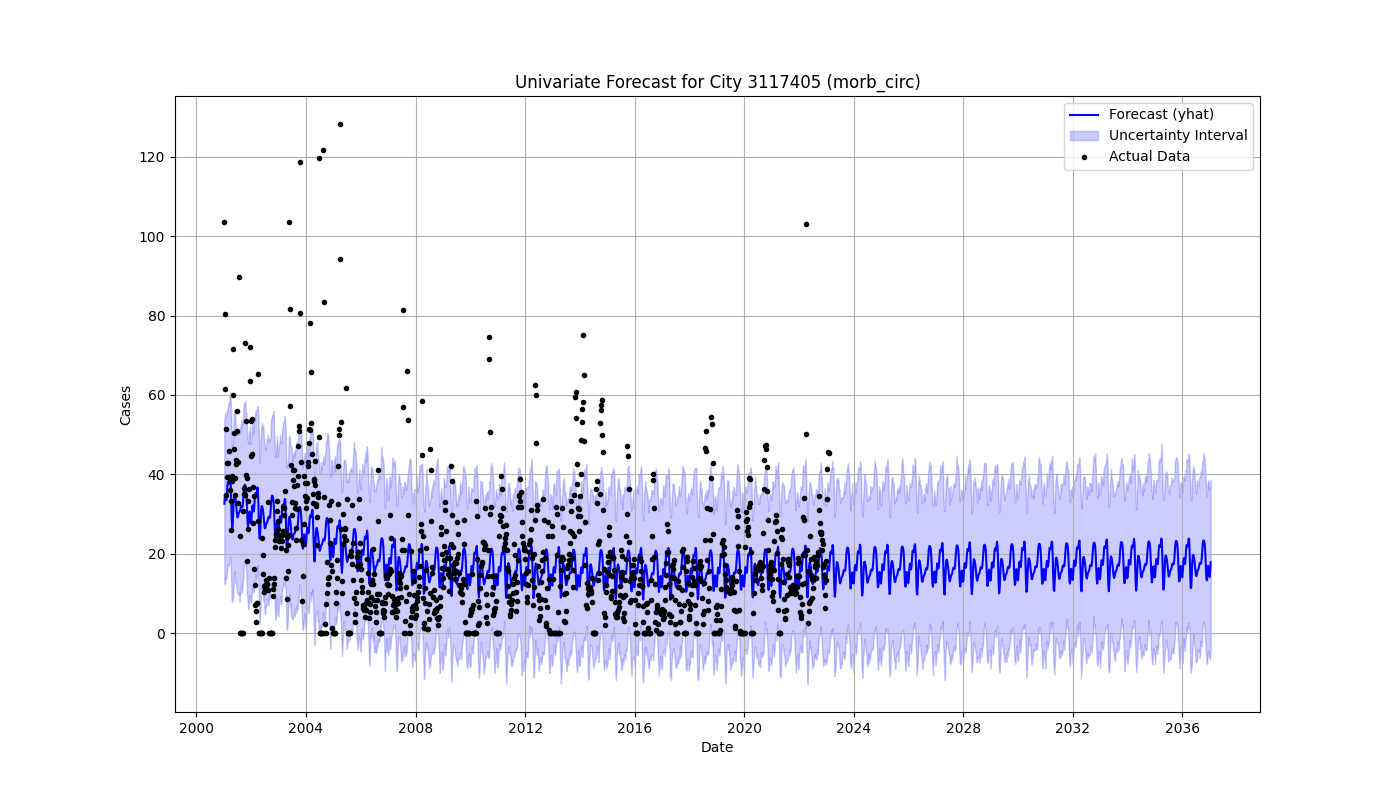 Univariate Forecast for City 3117405 (morb_circ)
Forecast (yhat)
Uncertainty Interval
Actual Data
120
100
80
60
40
20
0
Cases
2000 2004 2008 2012 2016 2020 2024 2028 2032 2036
Date